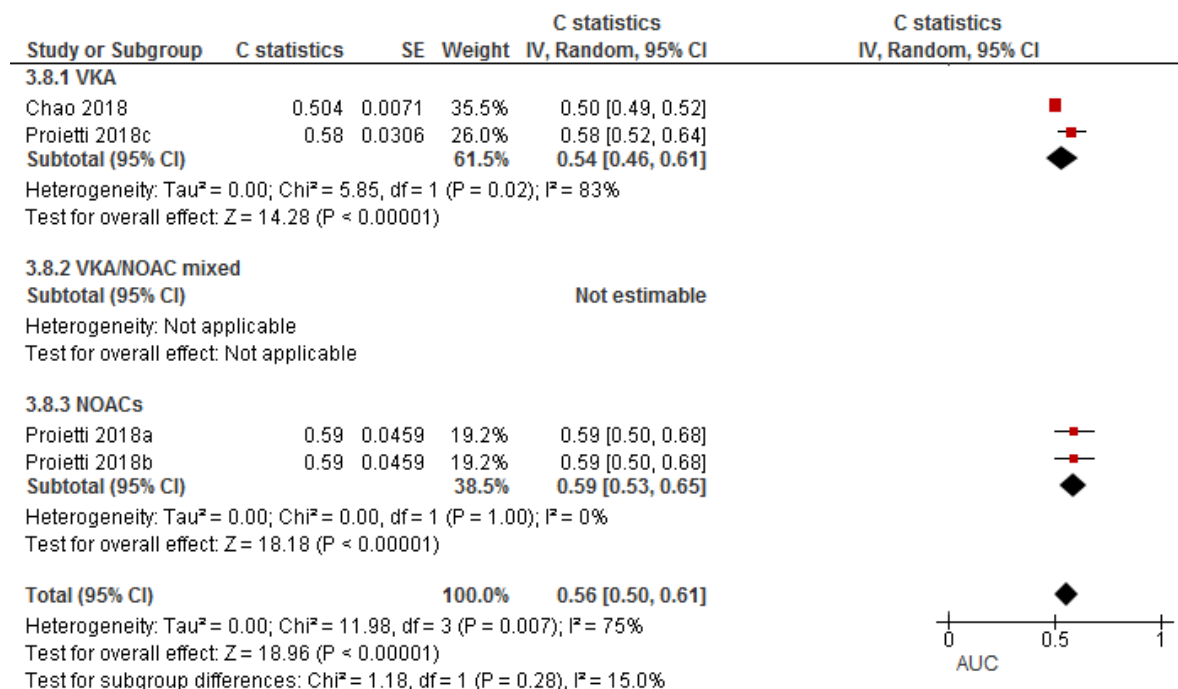 C statistics C statistics
Study or Subgroup C statistics SE Weight IV, Random, 95% CI IV, Random, 95% CI
3.8.1 VKA
Chao 2018 0.504 0.0071 35.5% 0.50 [0.49, 0.52]
Proietti 2018c 0.58 0.0306 26.0% 0.58 [0.52, 0.64]
Subtotal (95% CI) 61.5% 0.54 [0.46, 0.61]
Heterogeneity: Tau² = 0.00; Chi² = 5.85, df = 1 (P = 0.02); I² = 83%
Test for overall effect: Z = 14.28 (P < 0.00001)
3.8.2 VKA/NOAC mixed
Subtotal (95% CI) Not estimable
Heterogeneity: Not applicable
Test for overall effect: Not applicable
3.8.3 NOACs
Proietti 2018a 0.59 0.0459 19.2% 0.59 [0.50, 0.68]
Proietti 2018b 0.59 0.0459 19.2% 0.59 [0.50, 0.68]
Subtotal (95% CI) 38.5% 0.59 [0.53, 0.65]
Heterogeneity: Tau² = 0.00; Chi² = 0.00, df = 1 (P = 1.00); I² = 0%
Test for overall effect: Z = 18.18 (P < 0.00001)
Total (95% CI) 100.0% 0.56 [0.50, 0.61]
Heterogeneity: Tau² = 0.00; Chi² = 11.98, df = 3 (P = 0.007); I² = 75%
Test for overall effect: Z = 18.96 (P < 0.00001)
Test for subgroup differences: Chi² = 1.18, df = 1 (P = 0.28), I² = 15.0%
0 0.5 1
AUC